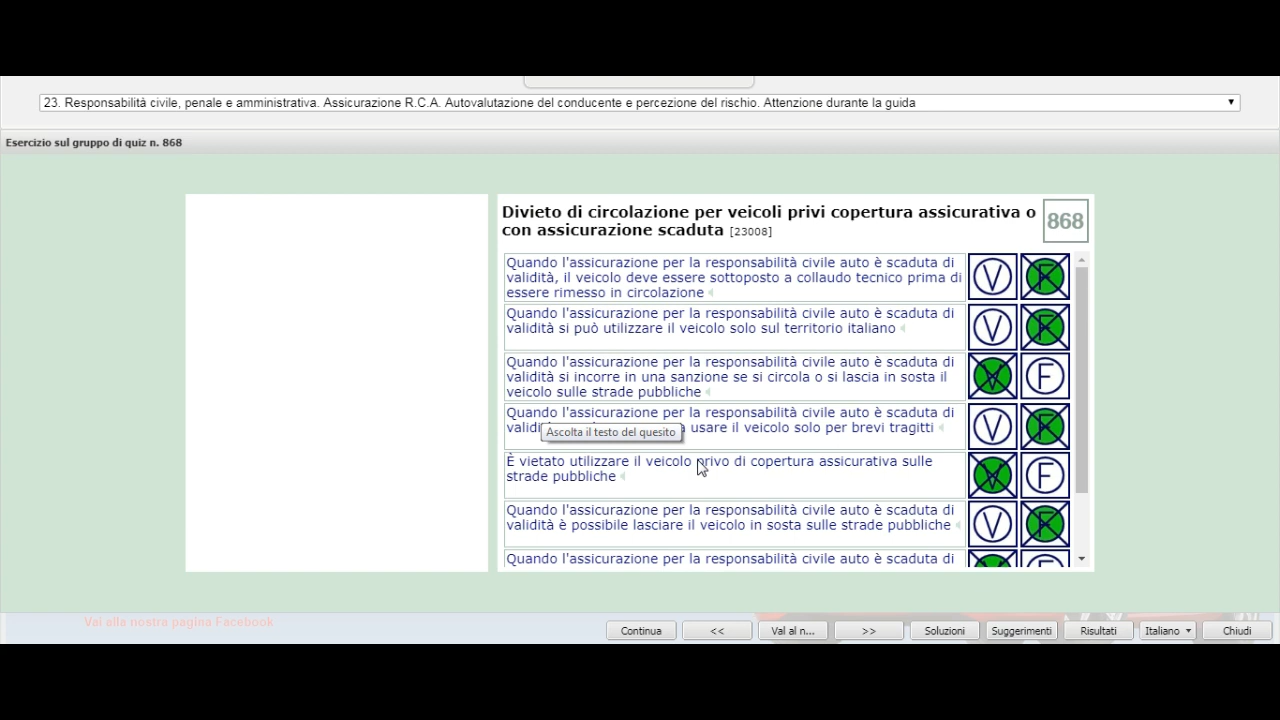 23. Responsabilità civile, penale e amministrativa. Assicurazione R.C.A. Autovalutazione del conducente e percezione del rischio. Attenzione durante la guida
Esercizio sul gruppo di quiz n. 868
Divieto di circolazione per veicoli privi copertura assicurativa o
con assicurazione scaduta [23008]
868
Quando l'assicurazione per la responsabilità civile auto è scaduta di
validità, il veicolo deve essere sottoposto a collaudo tecnico prima di
essere rimesso in circolazione
V F
Quando l'assicurazione per la responsabilità civile auto è scaduta di
validità si può utilizzare il veicolo solo sul territorio italiano
V F
Quando l'assicurazione per la responsabilità civile auto è scaduta di
validità si incorre in una sanzione se si circola o si lascia in sosta il
veicolo sulle strade pubbliche
V F
Quando l'assicurazione per la responsabilità civile auto è scaduta di
usare il veicolo solo per brevi tragitti
V F
Ascolta il testo del quesito
È vietato utilizzare il veicolo privo di copertura assicurativa sulle
strade pubbliche
V F
Quando l'assicurazione per la responsabilità civile auto è scaduta di
validità è possibile lasciare il veicolo in sosta sulle strade pubbliche
V F
Quando l'assicurazione per la responsabilità civile auto è scaduta di
Vai alla nostra pagina Facebook
Continua << Vai al n... >> Soluzioni Suggerimenti Risultati Italiano Chiudi